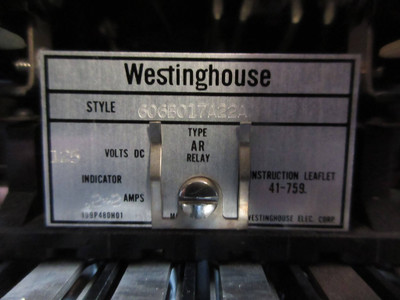 Westinghouse
STYLE 606B017A22A
TYPE
AR
RELAY
125 VOLTS DC
INDICATOR
AMPS
INSTRUCTION LEAFLET
41-759.
WESTINGHOUSE ELEC. CORP.